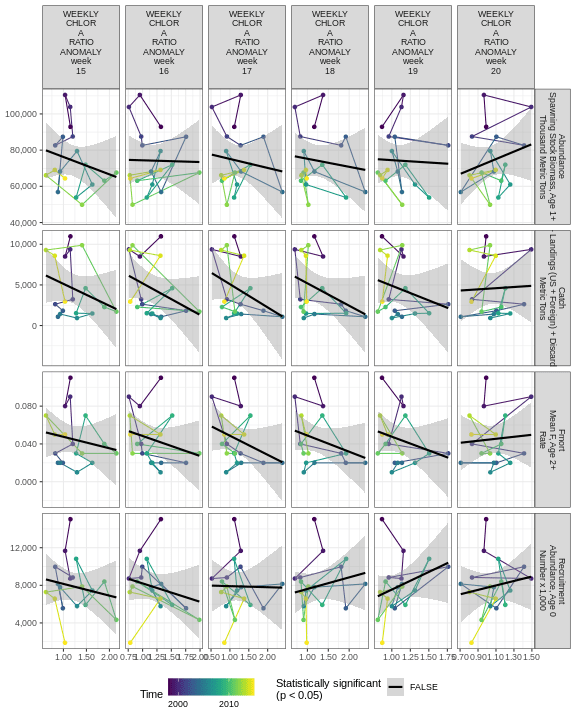 WEEKLY WEEKLY WEEKLY WEEKLY WEEKLY WEEKLY
CHLOR CHLOR CHLOR CHLOR CHLOR CHLOR
A A A A A A
RATIO RATIO RATIO RATIO RATIO RATIO
ANOMALY ANOMALY ANOMALY ANOMALY ANOMALY ANOMALY
week week week week week week
15 16 17 18 19 20
100,000
80,000
60,000
40,000
Abundance
Spawning Stock Biomass, Age 1+
Thousand Metric Tons
10,000
5,000
0
Catch
Landings (US + Foreign) + Discard
Metric Tons
0.080
0.040
0.000
Fmort
Mean F, Age 2+
Rate
12,000
8,000
4,000
Recruitment
Abundance, Age 0
Number x 1,000
1.00 1.50 2.00 0.75 1.00 1.25 1.50 1.75 2.00 0.50 1.00 1.50 2.00 1.00 1.50 2.00 1.00 1.25 1.50 1.75 0.70 0.90 1.10 1.30 1.50
Time
2000 2010
Statistically significant
(p < 0.05)
FALSE